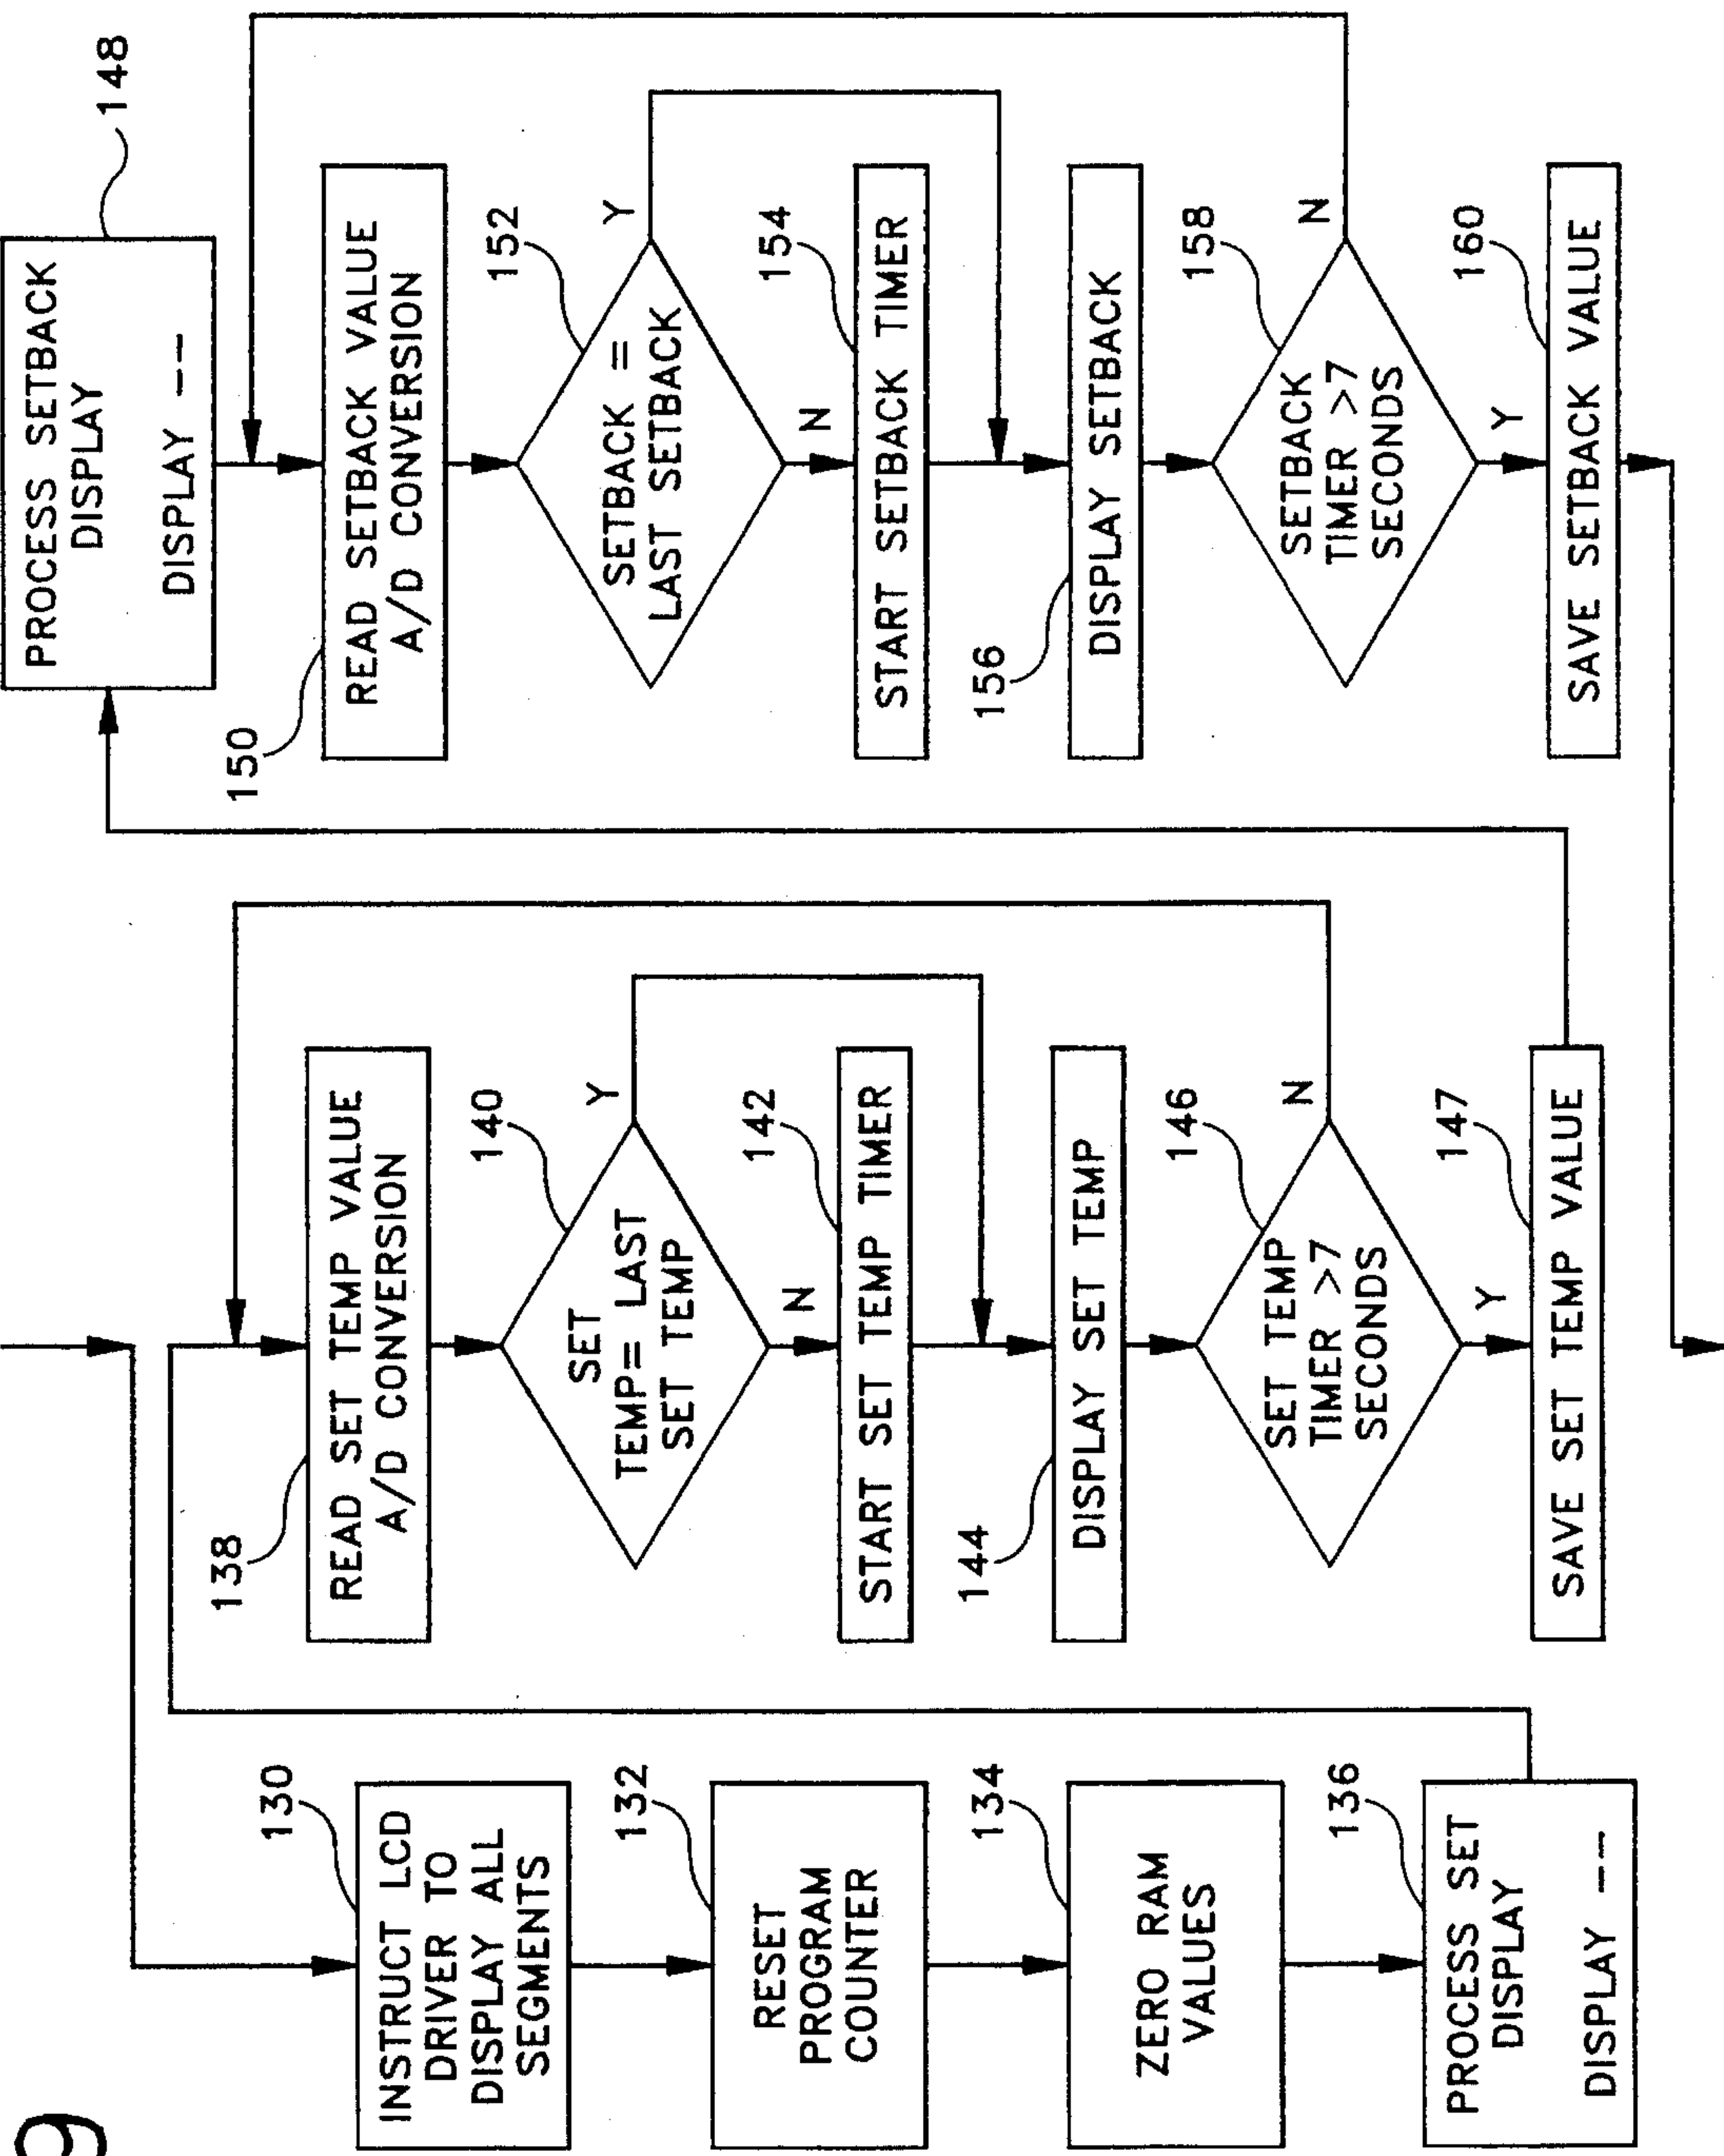 9
130
INSTRUCT LCD
DRIVER TO
DISPLAY ALL
SEGMENTS
132
RESET
PROGRAM
COUNTER
134
ZERO RAM
VALUES
136
PROCESS SET
DISPLAY
DISPLAY --
138
READ SET TEMP VALUE
A/D CONVERSION
140
SET
TEMP= LAST
SET TEMP
Y
N
142
START SET TEMP TIMER
144
DISPLAY SET TEMP
146
SET TEMP
TIMER >7
SECONDS
N
Y
147
SAVE SET TEMP VALUE
148
PROCESS SETBACK
DISPLAY
DISPLAY --
150
READ SETBACK VALUE
A/D CONVERSION
152
SETBACK =
LAST SETBACK
Y
N
154
START SETBACK TIMER
156
DISPLAY SETBACK
158
SETBACK
TIMER >7
SECONDS
N
Y
160
SAVE SETBACK VALUE